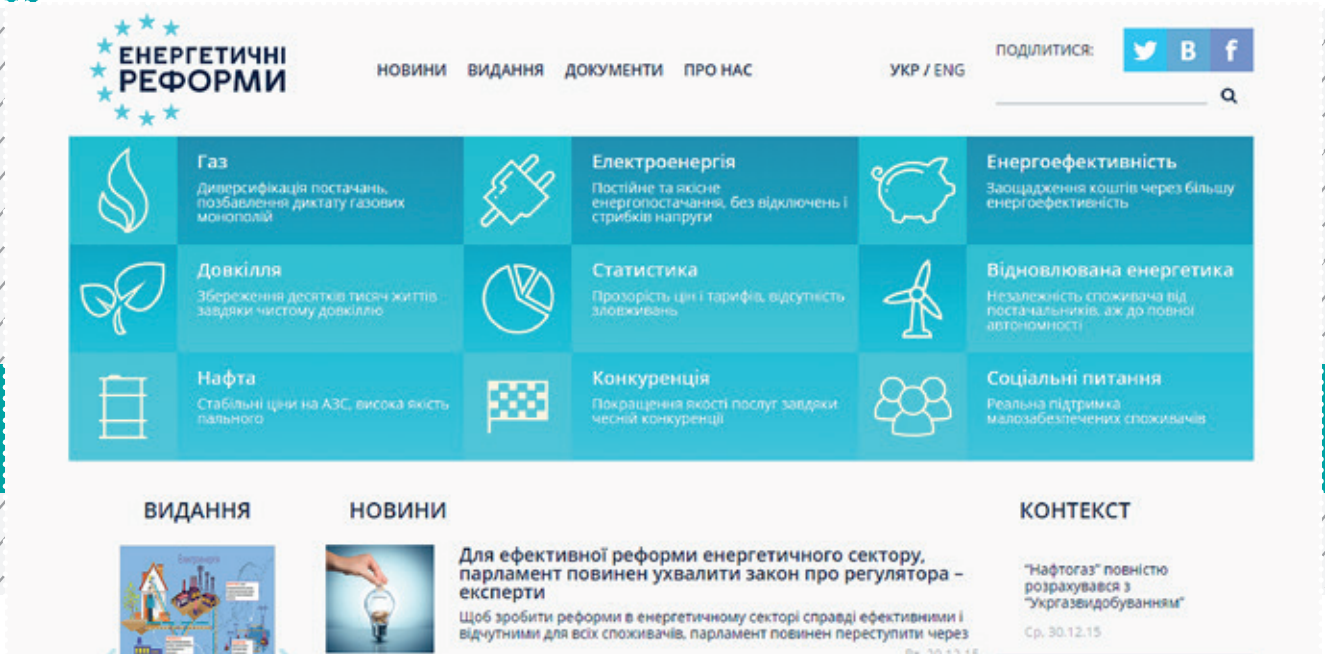 ЕНЕРГЕТИЧНІ
РЕФОРМИ
НОВИНИ ВИДАННЯ ДОКУМЕНТИ ПРО НАС
УКР / ENG
ПОДІЛИТИСЯ:
Газ
Диверсифікація постачань,
позбавлення диктату газових
монополій
Електроенергія
Постійне та якісне
енергопостачання, без відключень і
стрибків напруги
Енергоефективність
Заощадження коштів через більшу
енергоефективність
Довкілля
Збереження десятків тисяч життів
завдяки чистому довкіллю
Статистика
Прозорість цін і тарифів, відсутність
зловживань
Відновлювана енергетика
Незалежність споживача від
постачальників, аж до повної
автономності
Нафта
Стабільні ціни на АЗС, висока якість
пального
Конкуренція
Покращення якості послуг завдяки
чесній конкуренції
Соціальні питання
Реальна підтримка
малозабезпечених споживачів
ВИДАННЯ
НОВИНИ
Для ефективної реформи енергетичного сектору,
парламент повинен ухвалити закон про регулятора –
експерти
Щоб зробити реформи в енергетичному секторі справді ефективними і
відчутними для всіх споживачів, парламент повинен переступити через
КОНТЕКСТ
"Нафтогаз" повністю
розрахувався з
"Укргазвидобуванням"
Ср, 30.12.15